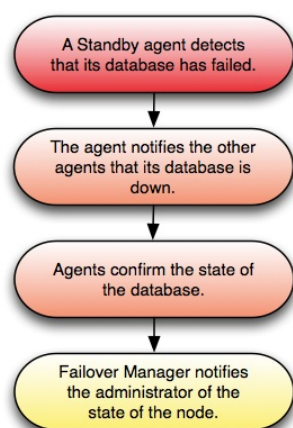 A Standby agent detects
that its database has failed.
The agent notifies the other
agents that its database is
down.
Agents confirm the state of
the database.
Failover Manager notifies
the administrator of the
state of the node.